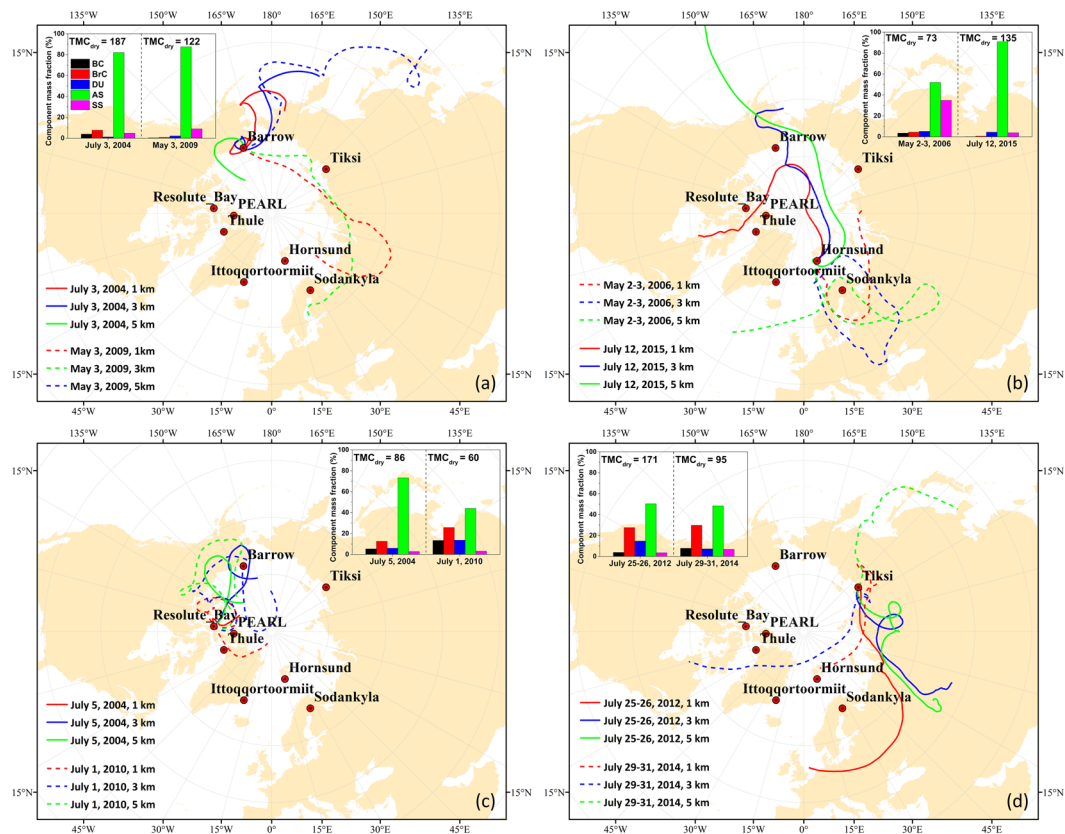 165°W 180° 165°E
135°W 150°W 150°E 135°E
15°N 15°N
TMCdry = 187 TMCdry = 122
Component mass fraction (%)
100
80
60
40
20
0
BC
BrC
DU
AS
SS
July 3, 2004 May 3, 2009
Barrow
Tiksi
Resolute_Bay
PEARL
Thule
Hornsund
Ittoqqortoormiit
Sodankyla
July 3, 2004, 1 km
July 3, 2004, 3 km
July 3, 2004, 5 km
May 3, 2009, 1km
May 3, 2009, 3km
May 3, 2009, 5km
15°N 15°N
(a)
45°W 30°W 15°W 0° 15°E 30°E 45°E
165°W 180° 165°E
135°W 150°W 150°E 135°E
15°N 15°N
TMCdry = 73 TMCdry = 135
Component mass fraction (%)
100
80
60
40
20
0
May 2-3, 2006 July 12, 2015
Barrow
Tiksi
Resolute_Bay
PEARL
Thule
Hornsund
Ittoqqortoormiit
Sodankyla
May 2-3, 2006, 1 km
May 2-3, 2006, 3 km
May 2-3, 2006, 5 km
July 12, 2015, 1 km
July 12, 2015, 3 km
July 12, 2015, 5 km
15°N 15°N
(b)
45°W 30°W 15°W 0° 15°E 30°E 45°E
135°W 150°W 165°W 180° 165°E 150°E 135°E
15°N 15°N
TMCdry = 86 TMCdry = 60
Component mass fraction (%)
100
80
60
40
20
0
July 5, 2004 July 1, 2010
Barrow
Tiksi
Resolute_Bay
PEARL
Thule
Hornsund
Ittoqqortoormiit
Sodankyla
July 5, 2004, 1 km
July 5, 2004, 3 km
July 5, 2004, 5 km
July 1, 2010, 1 km
July 1, 2010, 3 km
July 1, 2010, 5 km
15°N 15°N
(c)
45°W 30°W 15°W 0° 15°E 30°E 45°E
135°W 150°W 165°W 180° 165°E 150°E 135°E
15°N 15°N
TMCdry = 171 TMCdry = 95
Component mass fraction (%)
100
80
60
40
20
0
July 25-26, 2012 July 29-31, 2014
Barrow
Tiksi
Resolute_Bay
PEARL
Thule
Hornsund
Ittoqqortoormiit
Sodankyla
July 25-26, 2012, 1 km
July 25-26, 2012, 3 km
July 25-26, 2012, 5 km
July 29-31, 2014, 1 km
July 29-31, 2014, 3 km
July 29-31, 2014, 5 km
15°N 15°N
(d)
45°W 30°W 15°W 0° 15°E 30°E 45°E